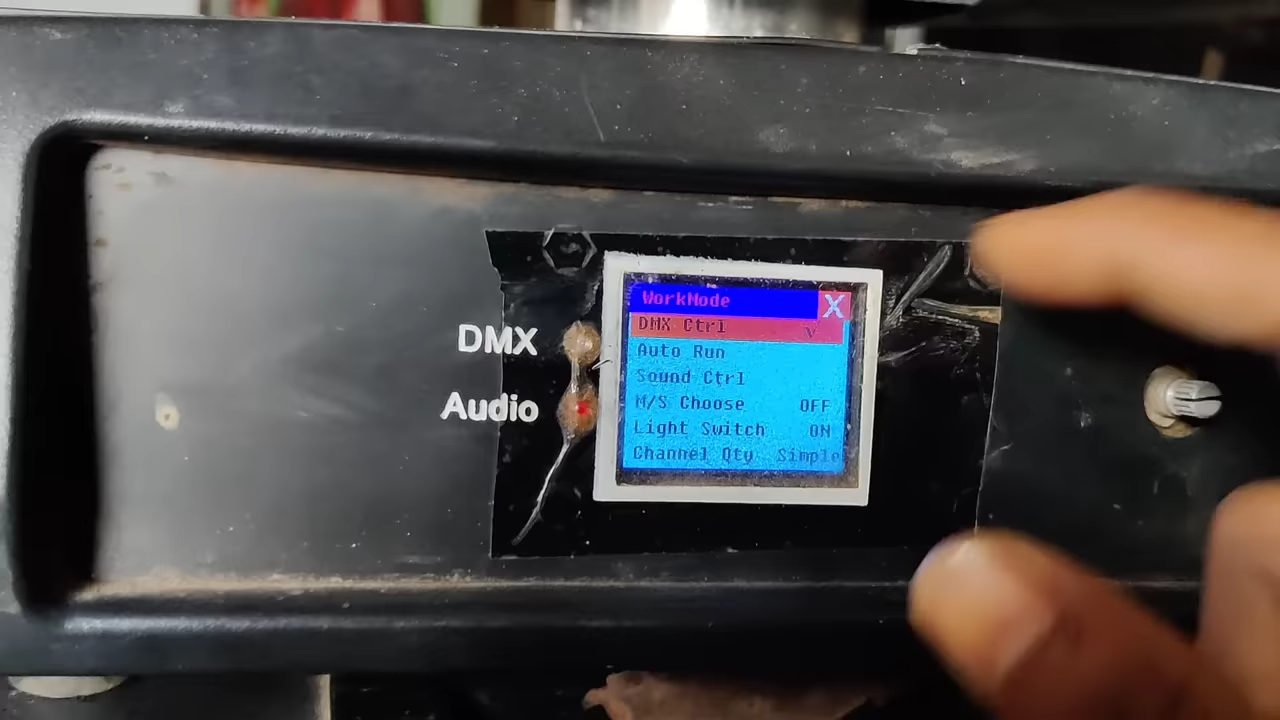 WorkMode X
DMX Ctrl v
Auto Run
Sound Ctrl
M/S Choose OFF
Light Switch ON
Channel Qty Simple
DMX
Audio